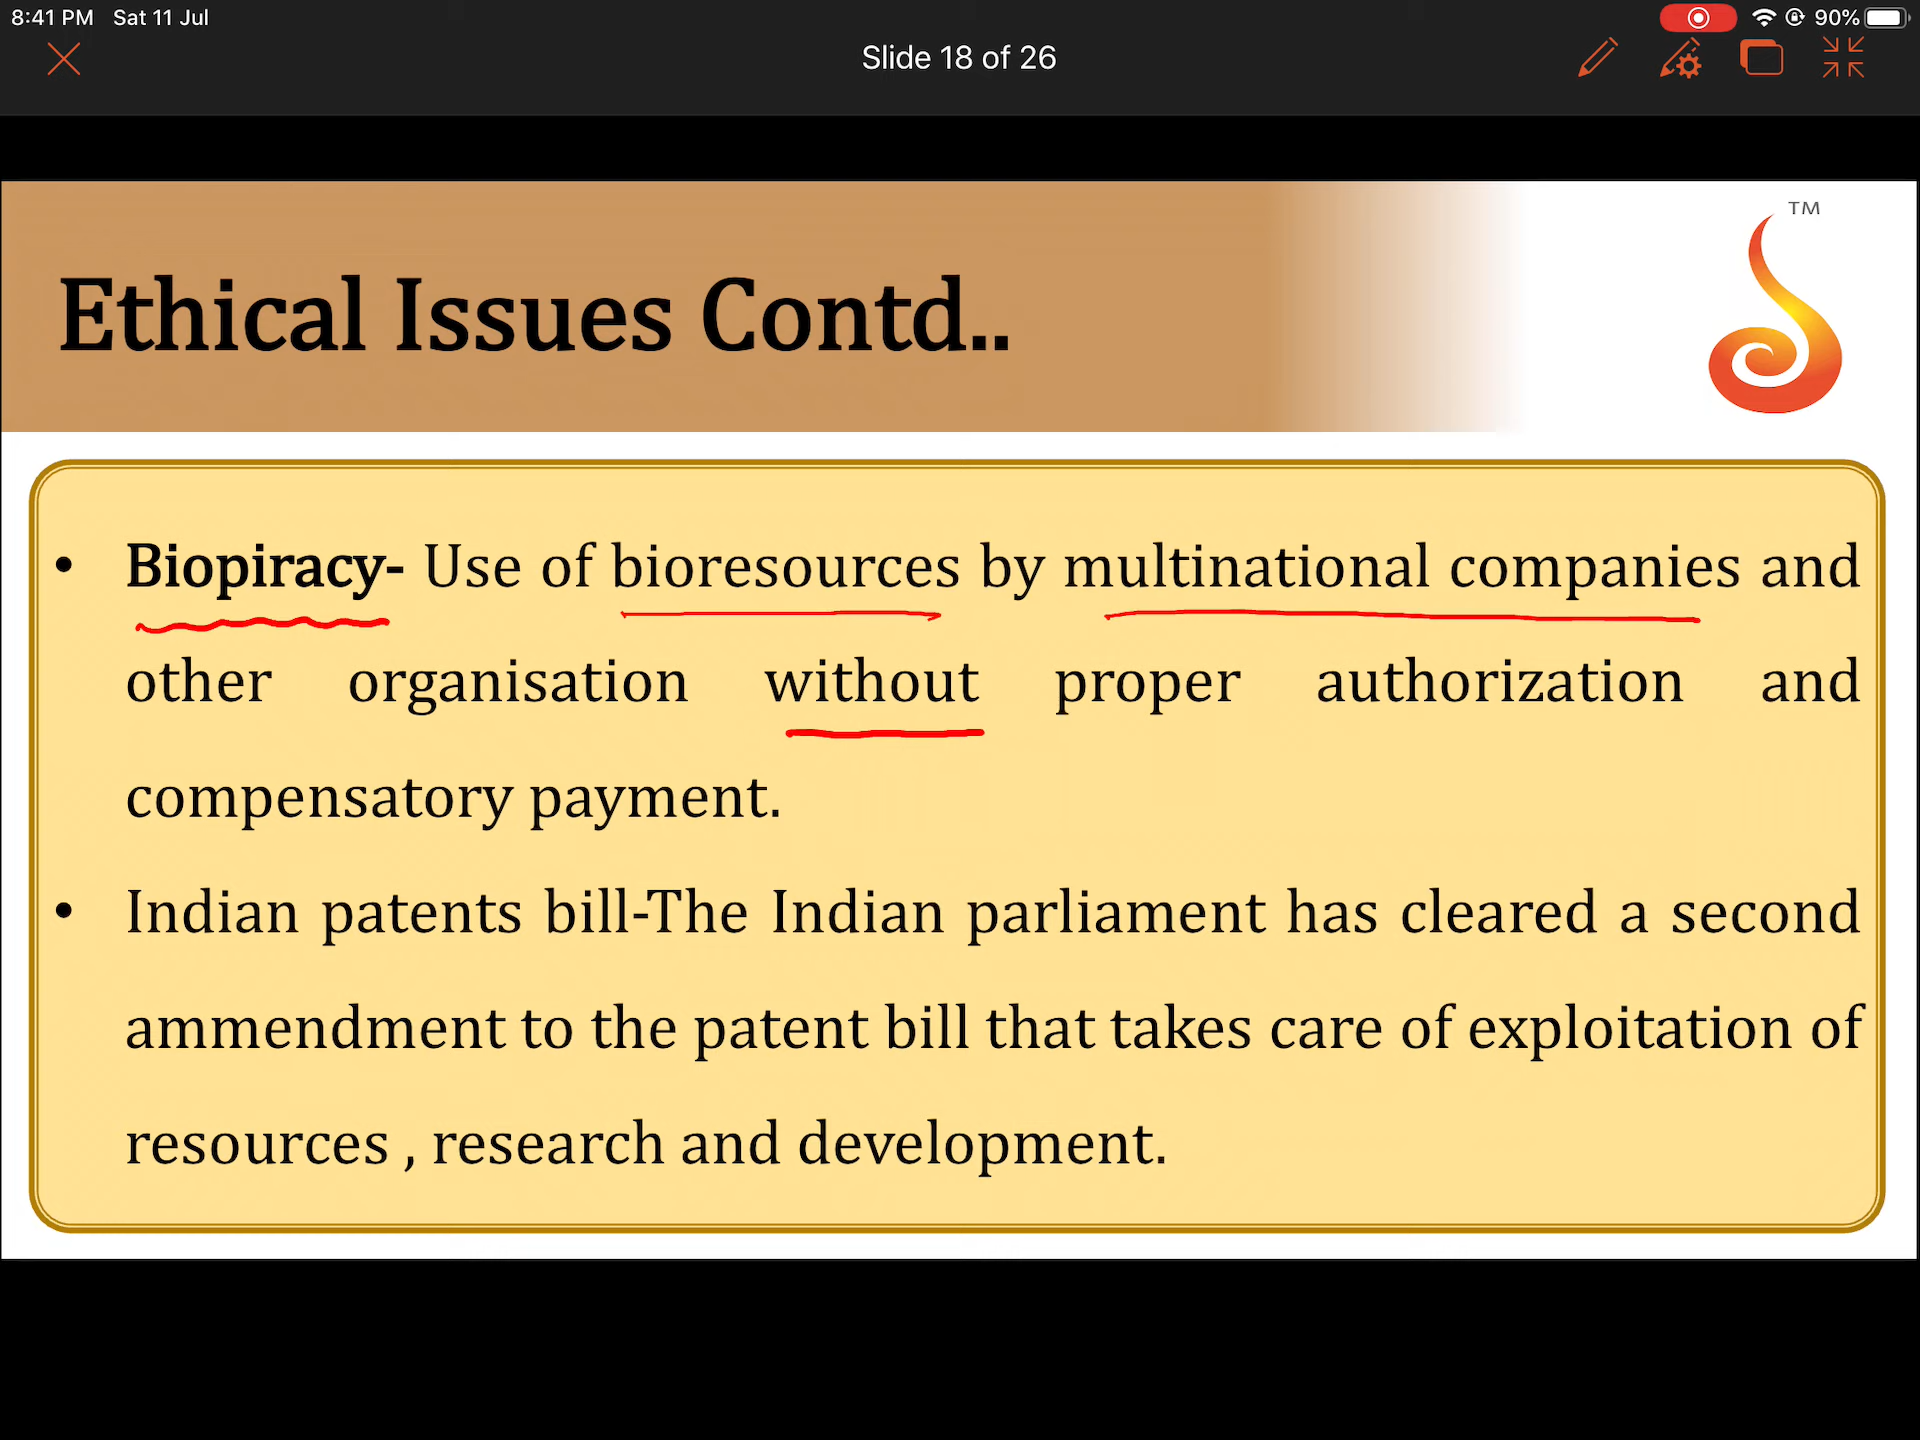 8:41 PM Sat 11 Jul
90%
Slide 18 of 26
TM
Ethical Issues Contd..
• Biopiracy- Use of bioresources by multinational companies and
other organisation without proper authorization and
compensatory payment.
• Indian patents bill-The Indian parliament has cleared a second
ammendment to the patent bill that takes care of exploitation of
resources , research and development.